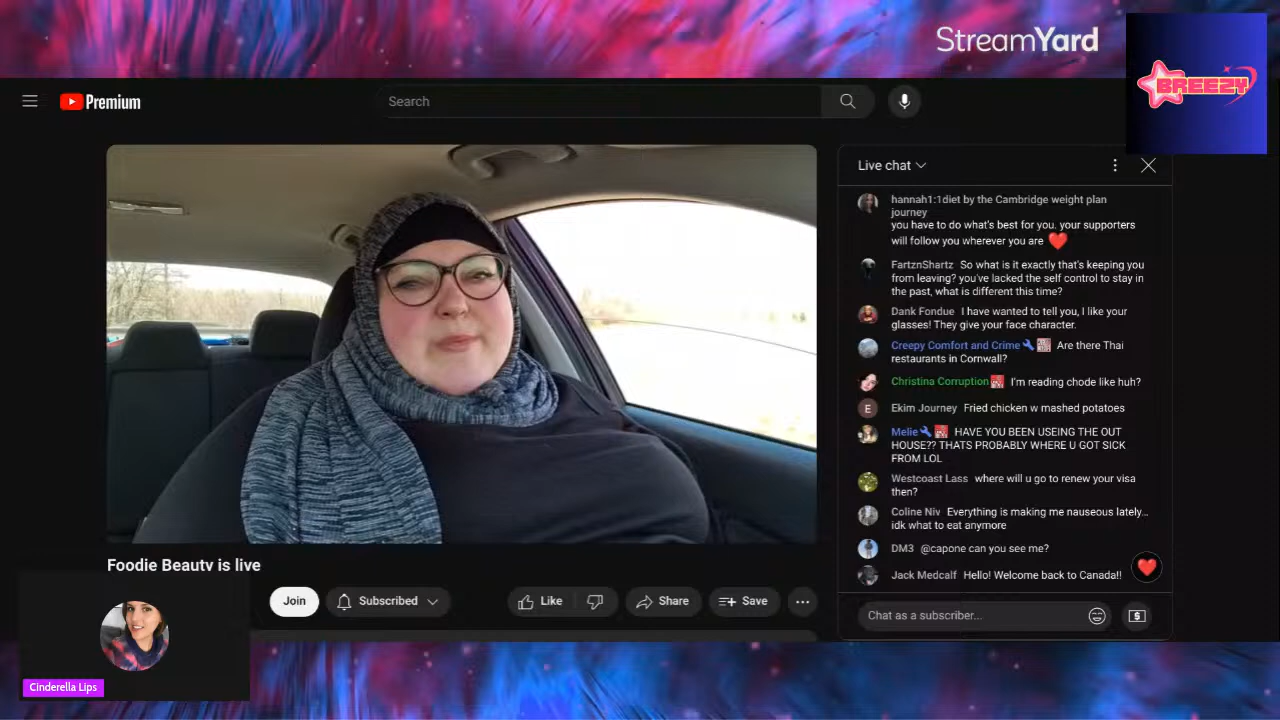 StreamYard
BREEZY
Premium
Search
Live chat
hannah1:1diet by the Cambridge weight plan
journey
you have to do what's best for you. your supporters
will follow you wherever you are
FartznShartz So what is it exactly that's keeping you
from leaving? you've lacked the self control to stay in
the past, what is different this time?
Dank Fondue I have wanted to tell you, I like your
glasses! They give your face character.
Creepy Comfort and Crime Are there Thai
restaurants in Cornwall?
Christina Corruption I'm reading chode like huh?
E
Ekim Journey Fried chicken w mashed potatoes
Melie HAVE YOU BEEN USEING THE OUT
HOUSE?? THATS PROBABLY WHERE U GOT SICK
FROM LOL
Westcoast Lass where will u go to renew your visa
then?
Coline Niv Everything is making me nauseous lately...
idk what to eat anymore
DM3 @capone can you see me?
Jack Medcalf Hello! Welcome back to Canada!!
Chat as a subscriber...
Foodie Beauty is live
Join
Subscribed
Like
Share
Save
Cinderella Lips